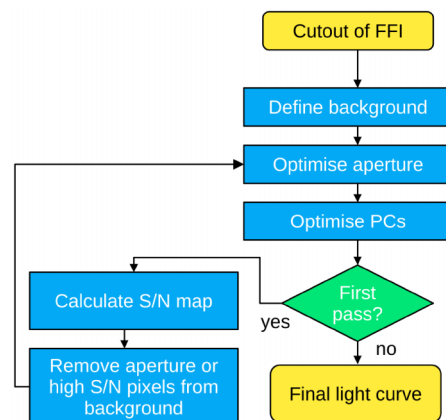 Cutout of FFI
Define background
Optimise aperture
Optimise PCs
First
pass?
yes
no
Calculate S/N map
Remove aperture or
high S/N pixels from
background
Final light curve